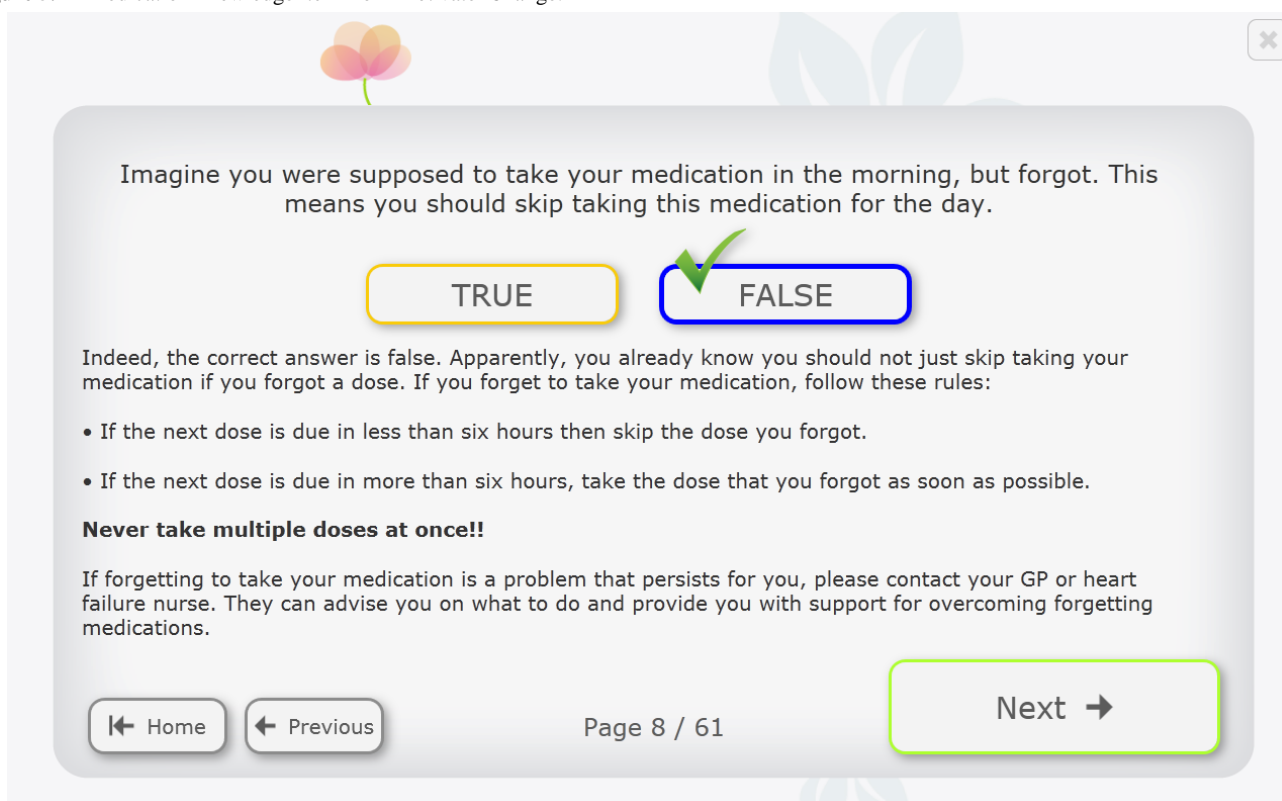 Imagine you were supposed to take your medication in the morning, but forgot. This
means you should skip taking this medication for the day.
TRUE
FALSE
Indeed, the correct answer is false. Apparently, you already know you should not just skip taking your
medication if you forgot a dose. If you forget to take your medication, follow these rules:
• If the next dose is due in less than six hours then skip the dose you forgot.
• If the next dose is due in more than six hours, take the dose that you forgot as soon as possible.
Never take multiple doses at once!!
If forgetting to take your medication is a problem that persists for you, please contact your GP or heart
failure nurse. They can advise you on what to do and provide you with support for overcoming forgetting
medications.
Home
Previous
Page 8 / 61
Next